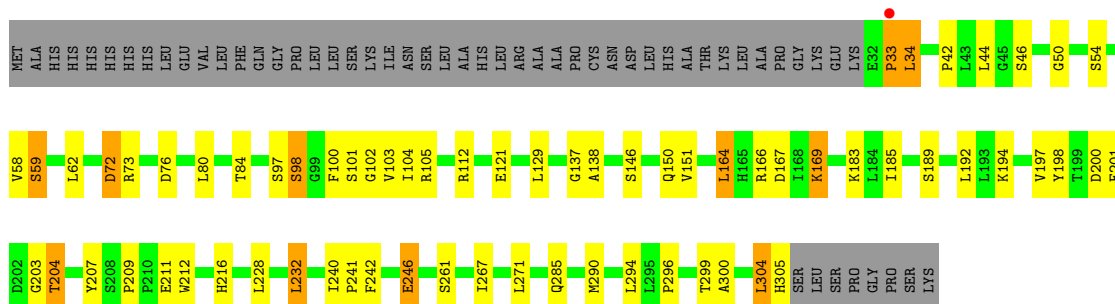 MET ALA HIS HIS HIS HIS HIS HIS LEU GLU VAL LEU PHE GLN GLY PRO LEU LEU SER LYS ILE ASN SER LEU ALA HIS LEU ARG ALA ALA PRO CYS ASN ASP LEU HIS ALA THR LYS LEU ALA PRO GLY LYS GLU LYS E32 P33 L34 P42 L43 L44 G45 S46 G50 S54
V58 S59 L62 D72 R73 D76 L80 T84 S97 S98 G99 F100 S101 G102 V103 I104 R105 R112 E121 L129 G137 A138 S146 Q150 V151 L164 H165 R166 D167 I168 K169 K183 L184 I185 S189 L192 L193 K194 V197 Y198 T199 D200 F201
D202 G203 T204 Y207 S208 P209 P210 E211 W212 H216 L228 L232 I240 P241 F242 E246 S261 I267 L271 Q285 M290 L294 L295 P296 T299 A300 L304 H305 SER LEU SER PRO GLY PRO SER LYS